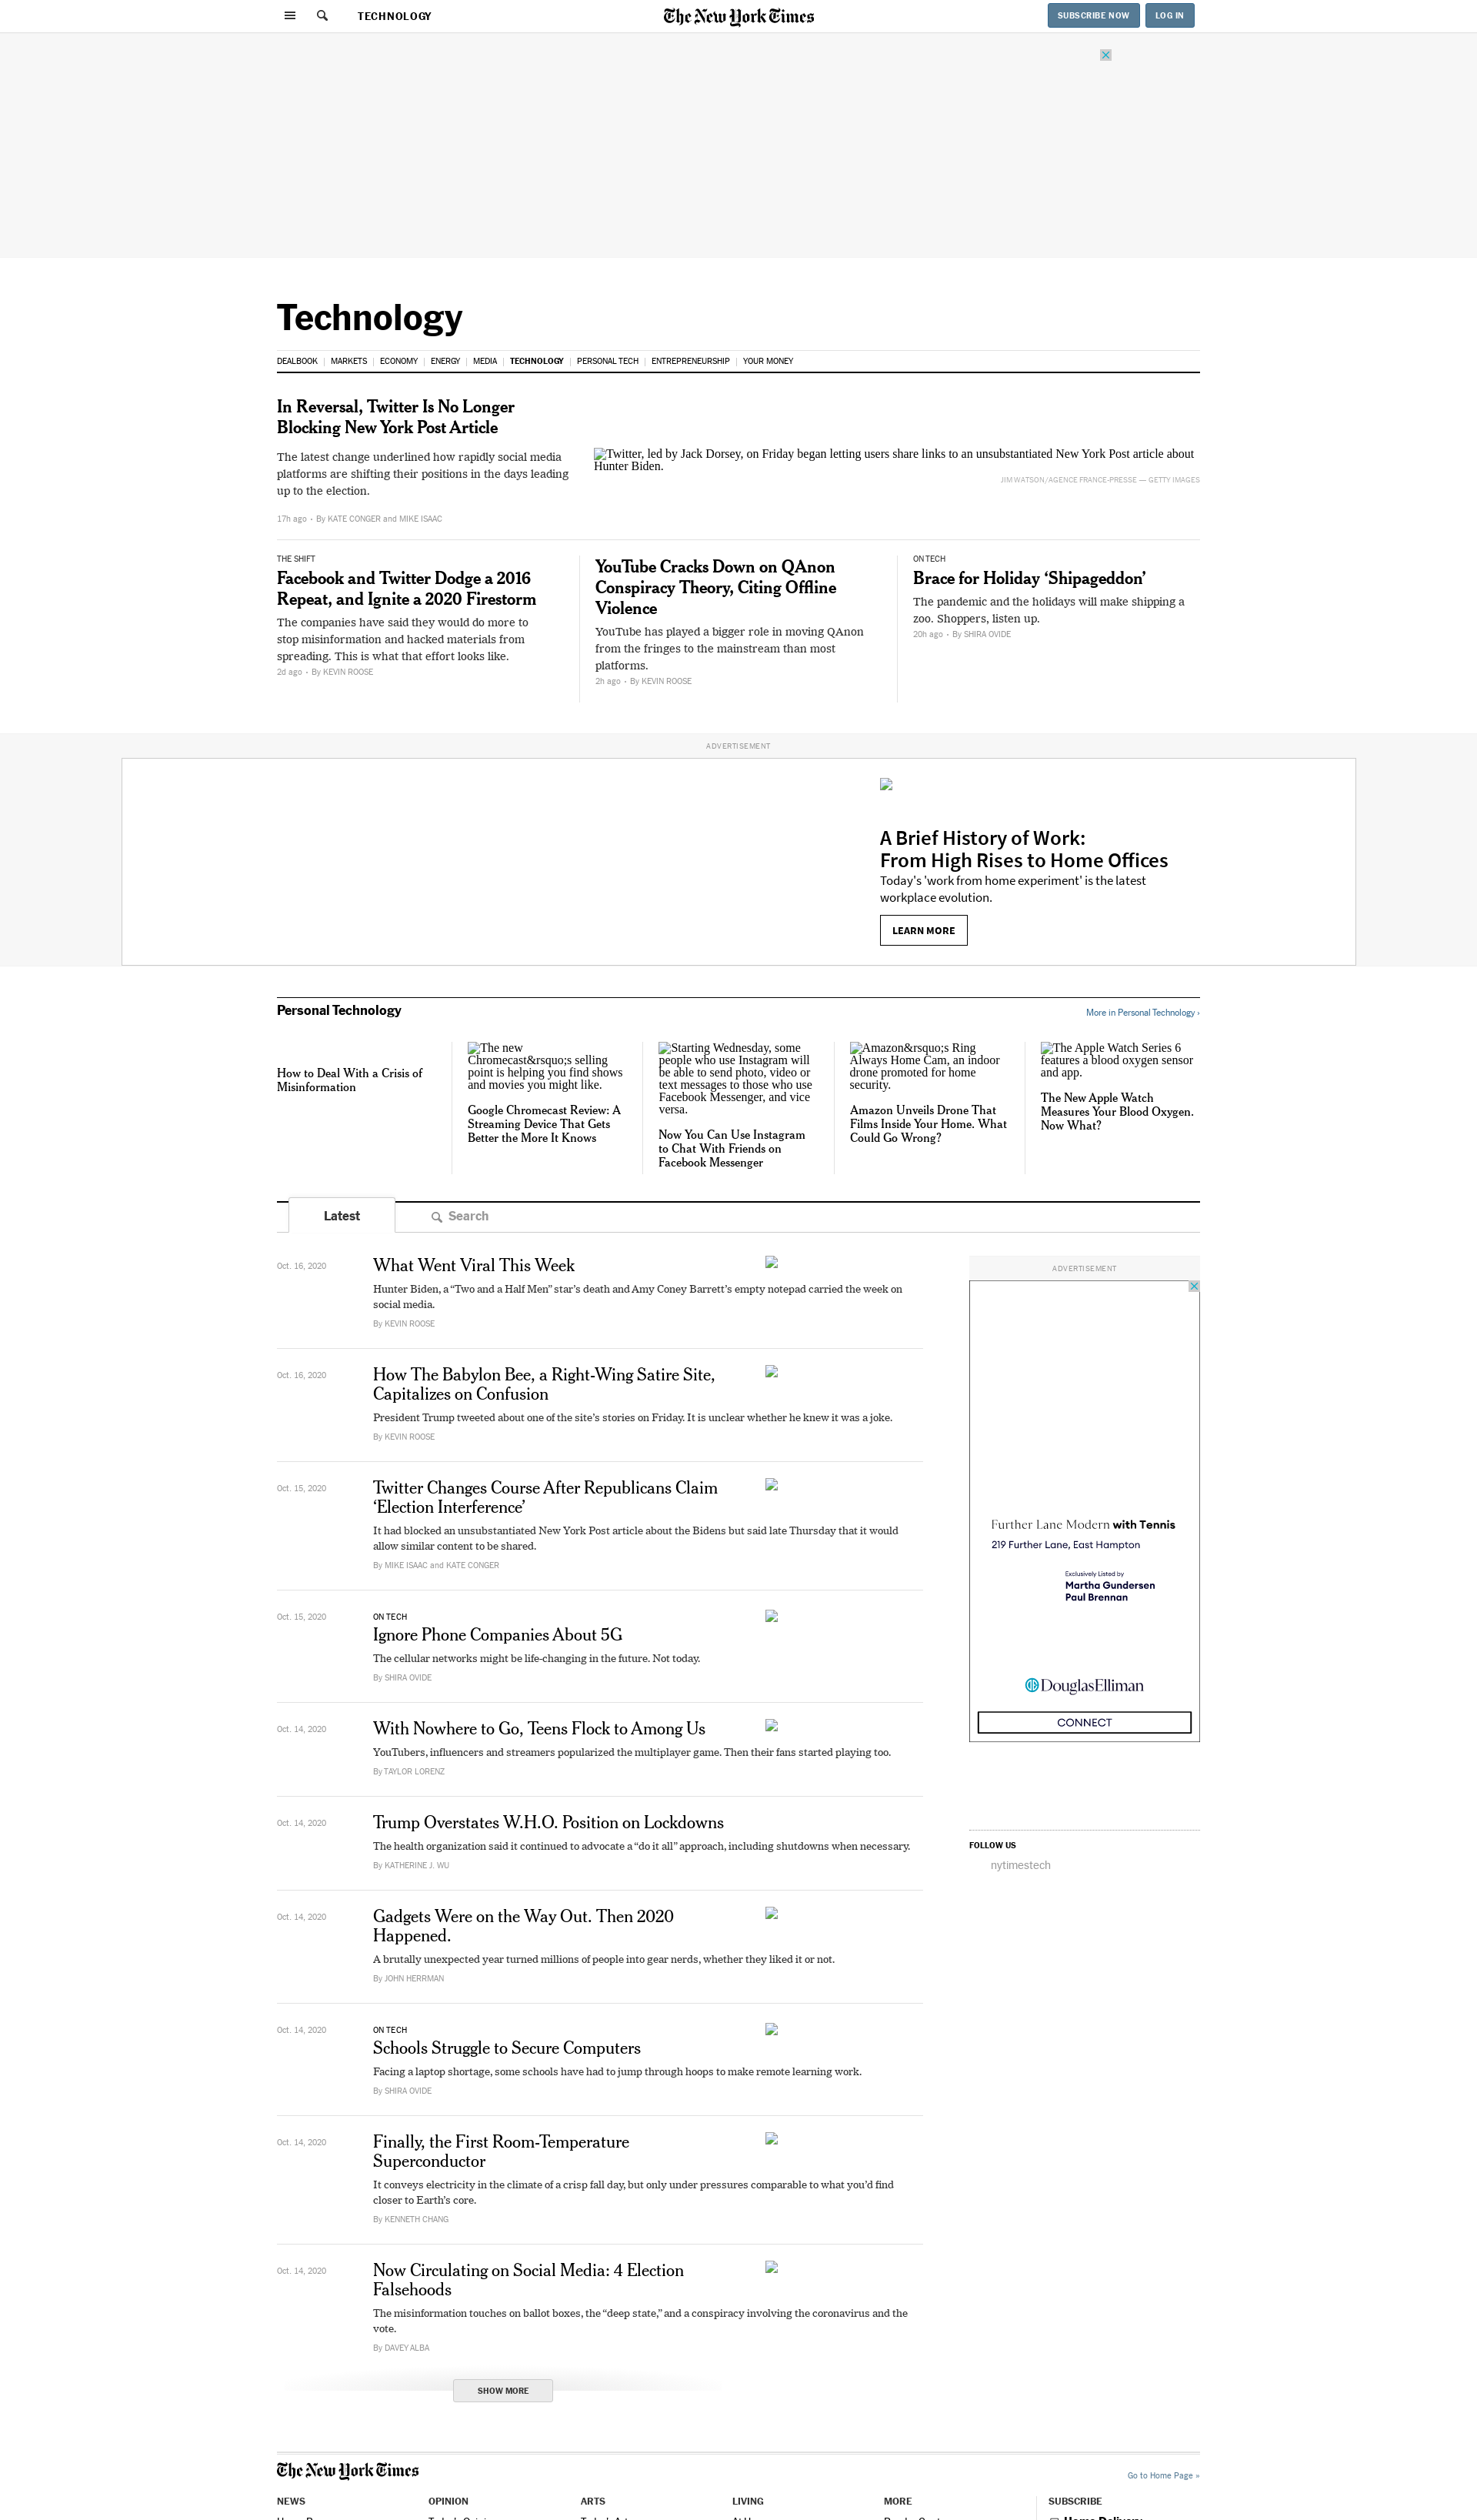 TECHNOLOGY
The New York Times
SUBSCRIBE NOW
LOG IN
Technology
DEALBOOK
MARKETS
ECONOMY
ENERGY
MEDIA
TECHNOLOGY
PERSONAL TECH
ENTREPRENEURSHIP
YOUR MONEY
In Reversal, Twitter Is No Longer
Blocking New York Post Article
The latest change underlined how rapidly social media
platforms are shifting their positions in the days leading
up to the election.
17h ago • By KATE CONGER and MIKE ISAAC
Twitter, led by Jack Dorsey, on Friday began letting users share links to an unsubstantiated New York Post article about
Hunter Biden.
JIM WATSON/AGENCE FRANCE-PRESSE — GETTY IMAGES
THE SHIFT
Facebook and Twitter Dodge a 2016
Repeat, and Ignite a 2020 Firestorm
The companies have said they would do more to
stop misinformation and hacked materials from
spreading. This is what that effort looks like.
2d ago • By KEVIN ROOSE
YouTube Cracks Down on QAnon
Conspiracy Theory, Citing Offline
Violence
YouTube has played a bigger role in moving QAnon
from the fringes to the mainstream than most
platforms.
2h ago • By KEVIN ROOSE
ON TECH
Brace for Holiday ‘Shipageddon’
The pandemic and the holidays will make shipping a
zoo. Shoppers, listen up.
20h ago • By SHIRA OVIDE
ADVERTISEMENT
A Brief History of Work:
From High Rises to Home Offices
Today's 'work from home experiment' is the latest
workplace evolution.
LEARN MORE
Personal Technology
More in Personal Technology ›
How to Deal With a Crisis of
Misinformation
The new
Chromecast&rsquo;s selling
point is helping you find shows
and movies you might like.
Google Chromecast Review: A
Streaming Device That Gets
Better the More It Knows
Starting Wednesday, some
people who use Instagram will
be able to send photo, video or
text messages to those who use
Facebook Messenger, and vice
versa.
Now You Can Use Instagram
to Chat With Friends on
Facebook Messenger
Amazon&rsquo;s Ring
Always Home Cam, an indoor
drone promoted for home
security.
Amazon Unveils Drone That
Films Inside Your Home. What
Could Go Wrong?
The Apple Watch Series 6
features a blood oxygen sensor
and app.
The New Apple Watch
Measures Your Blood Oxygen.
Now What?
Latest
Search
Oct. 16, 2020
What Went Viral This Week
Hunter Biden, a “Two and a Half Men” star’s death and Amy Coney Barrett’s empty notepad carried the week on
social media.
By KEVIN ROOSE
Oct. 16, 2020
How The Babylon Bee, a Right-Wing Satire Site,
Capitalizes on Confusion
President Trump tweeted about one of the site’s stories on Friday. It is unclear whether he knew it was a joke.
By KEVIN ROOSE
Oct. 15, 2020
Twitter Changes Course After Republicans Claim
‘Election Interference’
It had blocked an unsubstantiated New York Post article about the Bidens but said late Thursday that it would
allow similar content to be shared.
By MIKE ISAAC and KATE CONGER
Oct. 15, 2020
ON TECH
Ignore Phone Companies About 5G
The cellular networks might be life-changing in the future. Not today.
By SHIRA OVIDE
Oct. 14, 2020
With Nowhere to Go, Teens Flock to Among Us
YouTubers, influencers and streamers popularized the multiplayer game. Then their fans started playing too.
By TAYLOR LORENZ
Oct. 14, 2020
Trump Overstates W.H.O. Position on Lockdowns
The health organization said it continued to advocate a “do it all” approach, including shutdowns when necessary.
By KATHERINE J. WU
Oct. 14, 2020
Gadgets Were on the Way Out. Then 2020
Happened.
A brutally unexpected year turned millions of people into gear nerds, whether they liked it or not.
By JOHN HERRMAN
Oct. 14, 2020
ON TECH
Schools Struggle to Secure Computers
Facing a laptop shortage, some schools have had to jump through hoops to make remote learning work.
By SHIRA OVIDE
Oct. 14, 2020
Finally, the First Room-Temperature
Superconductor
It conveys electricity in the climate of a crisp fall day, but only under pressures comparable to what you’d find
closer to Earth’s core.
By KENNETH CHANG
Oct. 14, 2020
Now Circulating on Social Media: 4 Election
Falsehoods
The misinformation touches on ballot boxes, the “deep state,” and a conspiracy involving the coronavirus and the
vote.
By DAVEY ALBA
SHOW MORE
ADVERTISEMENT
Further Lane Modern with Tennis
219 Further Lane, East Hampton
Exclusively Listed by
Martha Gundersen
Paul Brennan
DouglasElliman
CONNECT
FOLLOW US
nytimestech
The New York Times
Go to Home Page »
NEWS
OPINION
ARTS
LIVING
MORE
SUBSCRIBE